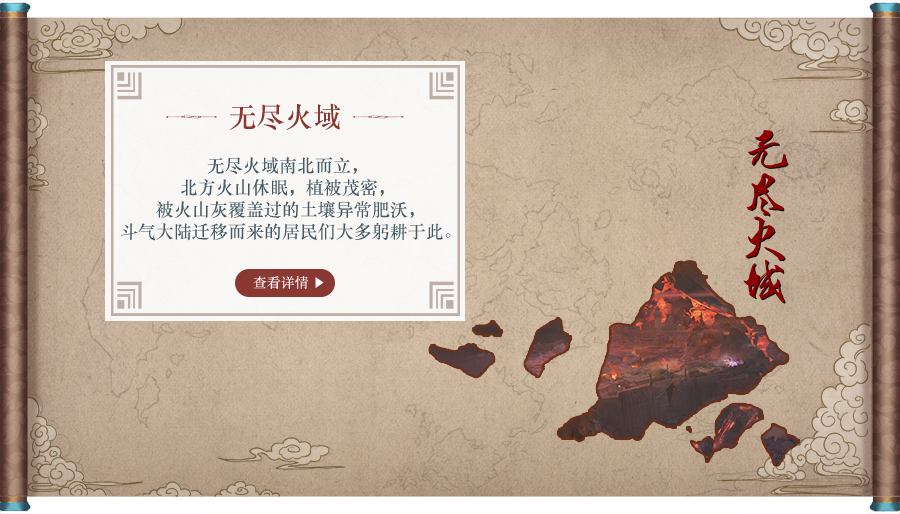 无尽火域
无尽火域南北而立，
北方火山休眠，植被茂密，
被火山灰覆盖过的土壤异常肥沃，
斗气大陆迁移而来的居民们大多躬耕于此。
查看详情
无尽火域